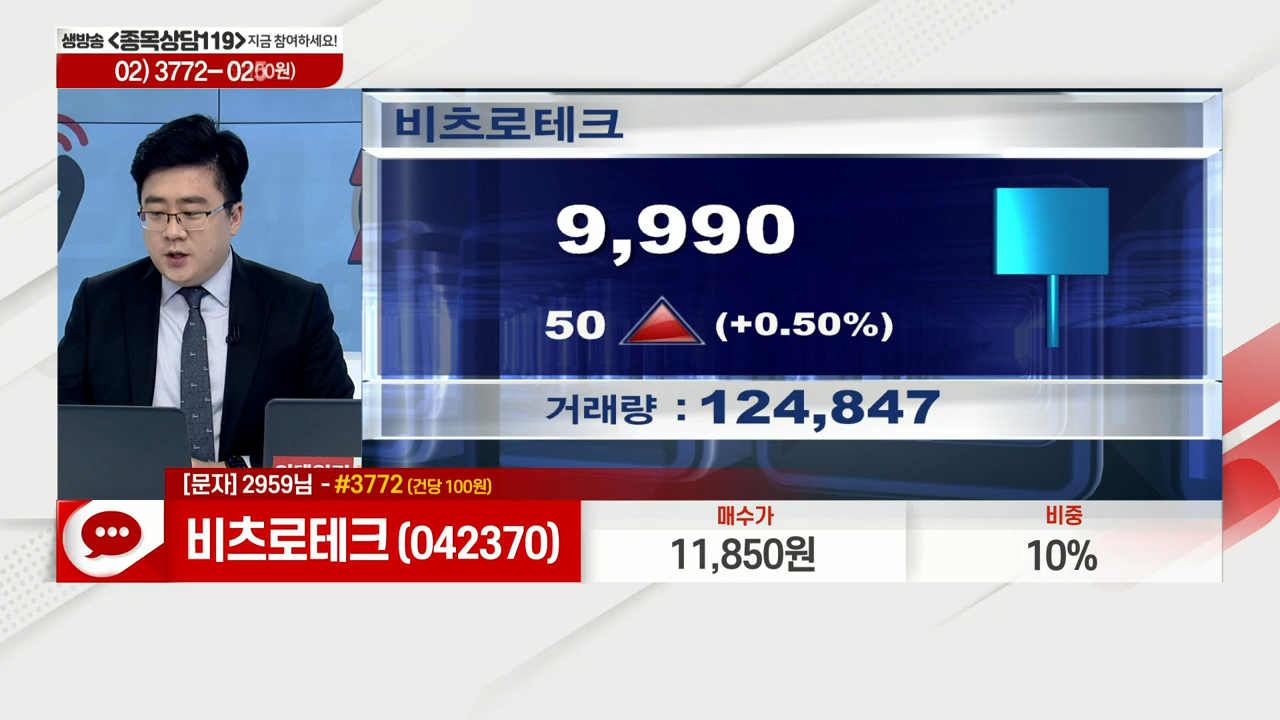 생방송 <종목상담119> 지금 참여하세요!
02) 3772-02
비츠로테크
9,990
50 (+0.50%)
거래량 : 124,847
[문자] 2959님 - #3772 (건당 100원)
비츠로테크 (042370)
매수가
11,850원
비중
10%